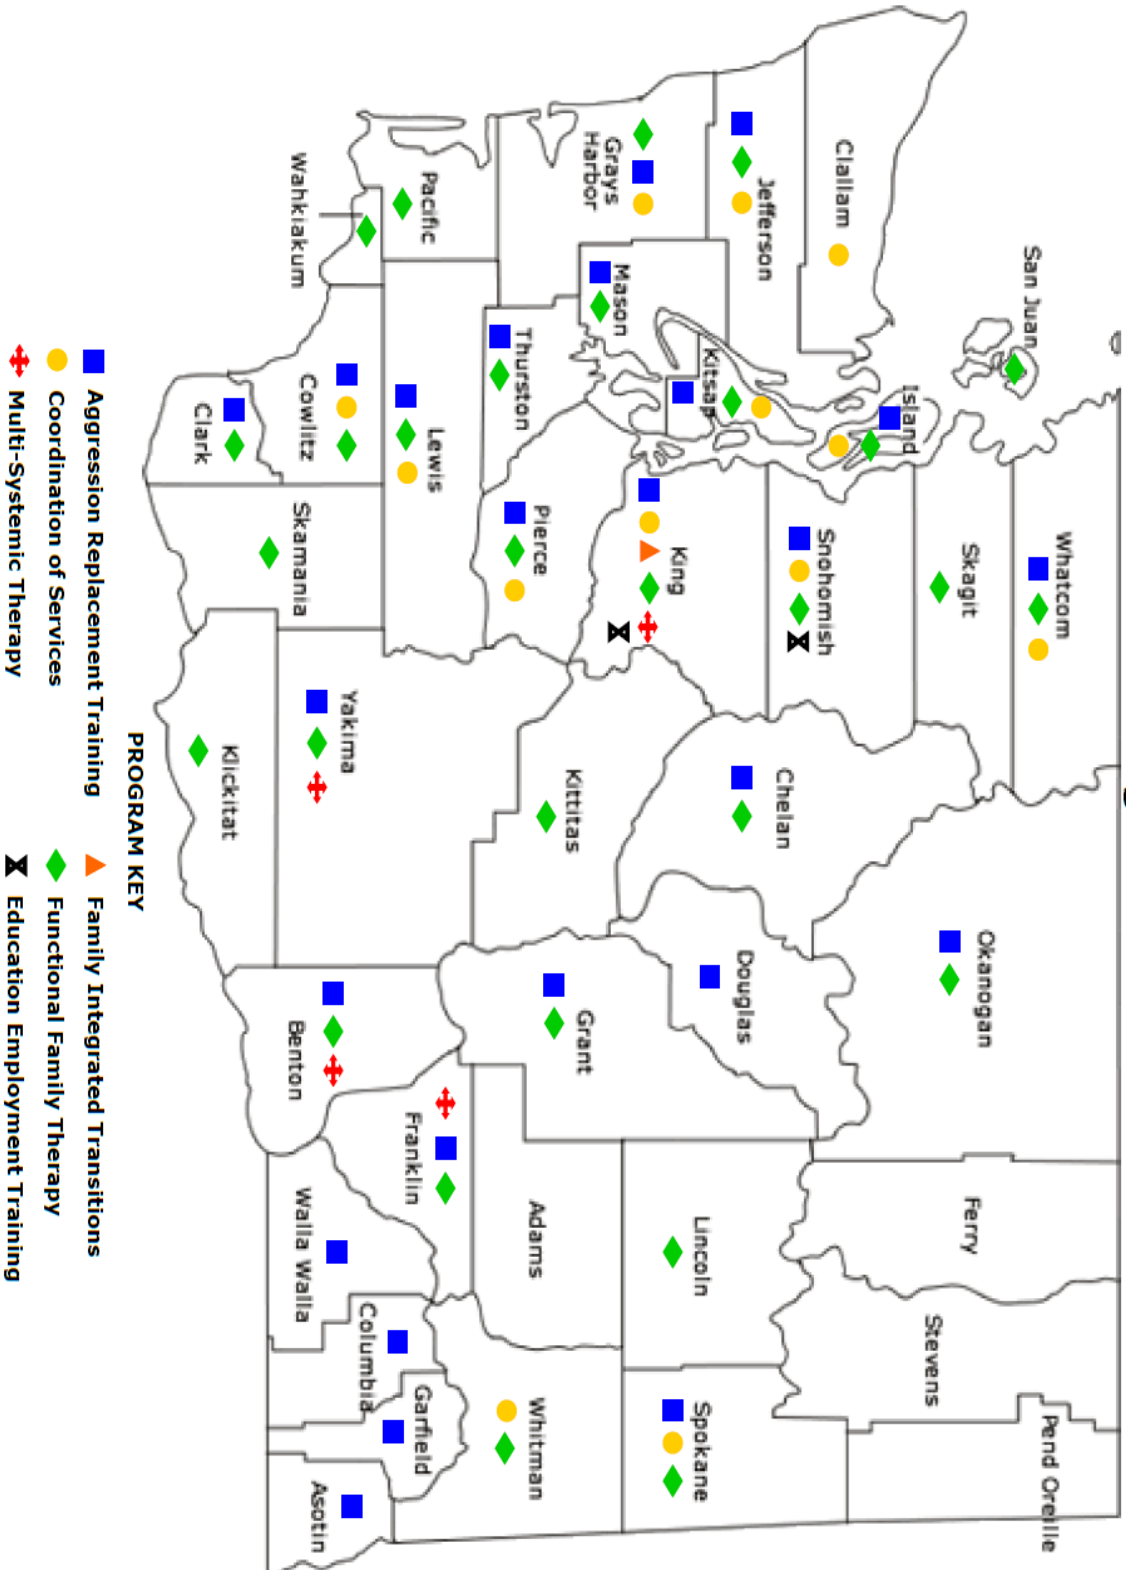 San Juan
Whatcom
Skagit
Island
Clallam
Jefferson
Snohomish
Chelan
Okanogan
Ferry
Stevens
Pend Oreille
Kitsap
King
Douglas
Lincoln
Spokane
Grays
Harbor
Mason
Kittitas
Grant
Adams
Whitman
Thurston
Pierce
Pacific
Lewis
Yakima
Franklin
Garfield
Columbia
Wahkiakum
Cowlitz
Skamania
Benton
Walla Walla
Asotin
Clark
Klickitat
PROGRAM KEY
Aggression Replacement Training
Family Integrated Transitions
Coordination of Services
Functional Family Therapy
Multi-Systemic Therapy
Education Employment Training